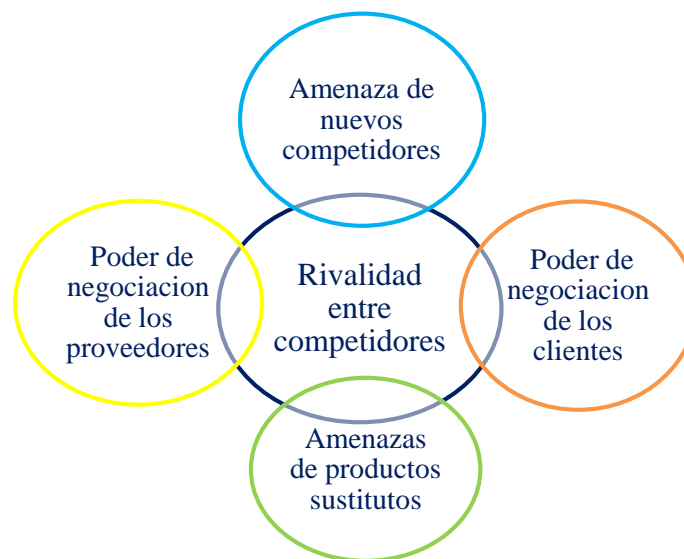 Amenaza de
nuevos
competidores
Poder de
negociacion
de los
proveedores
Rivalidad
entre
competidores
Poder de
negociacion
de los
clientes
Amenazas
de productos
sustitutos